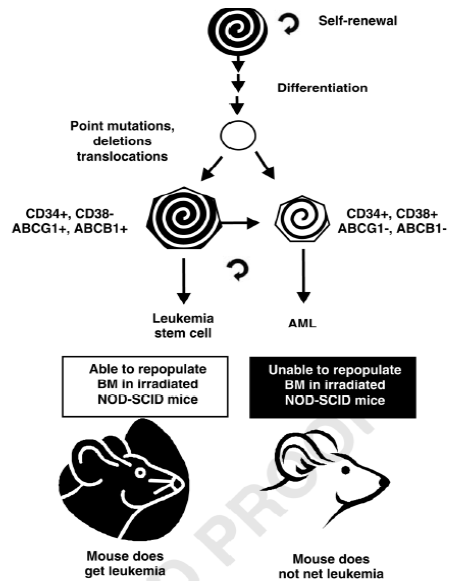 Self-renewal
Differentiation
Point mutations,
deletions
translocations
CD34+, CD38-
ABCG1+, ABCB1+
CD34+, CD38+
ABCG1-, ABCB1-
Leukemia
stem cell
AML
Able to repopulate
BM in irradiated
NOD-SCID mice
Unable to repopulate
BM in irradiated
NOD-SCID mice
Mouse does
get leukemia
Mouse does
not net leukemia
D PROO